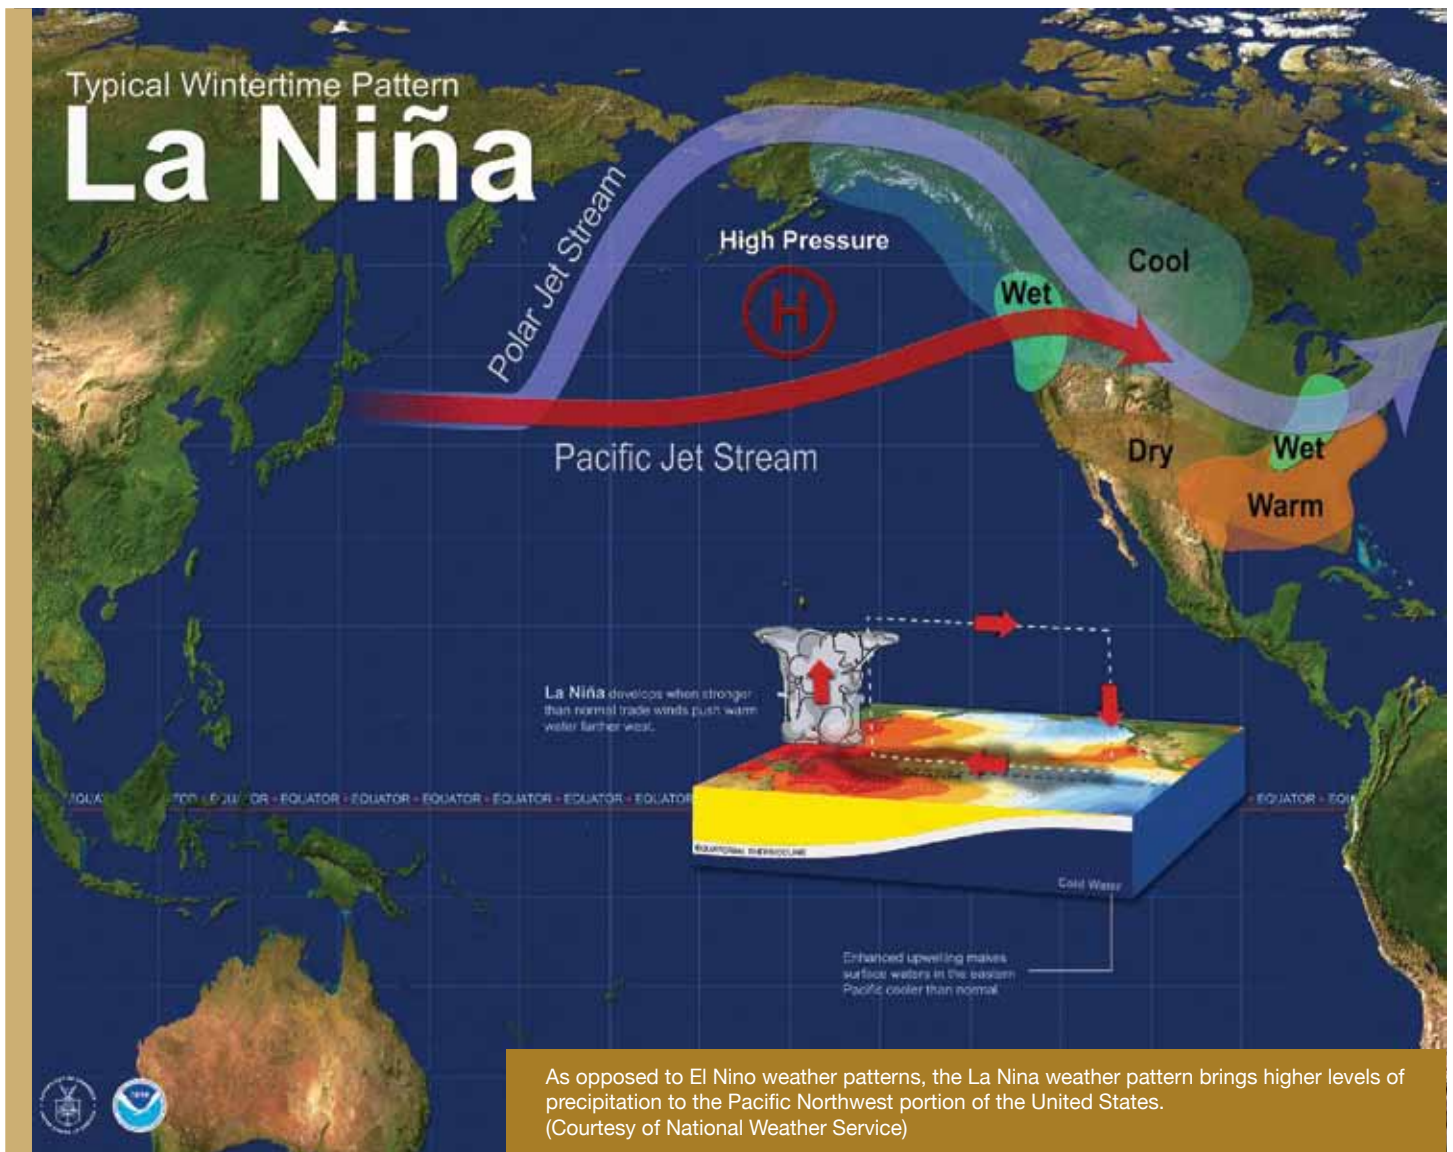 Typical Wintertime Pattern
La Niña
Polar Jet Stream
High Pressure
H
Cool
Wet
Pacific Jet Stream
Dry
Wet
Warm
La Niña develops when stronger
than normal trade winds push warm
water farther west.
EQUATOR - EQUATOR - EQUATOR - EQUATOR - EQUATOR - EQUATOR
EQUATOR
EQUATORIAL THERMOCLINE
Cold Water
Enhanced upwelling makes
surface waters in the eastern
Pacific cooler than normal
As opposed to El Nino weather patterns, the La Nina weather pattern brings higher levels of
precipitation to the Pacific Northwest portion of the United States.
(Courtesy of National Weather Service)